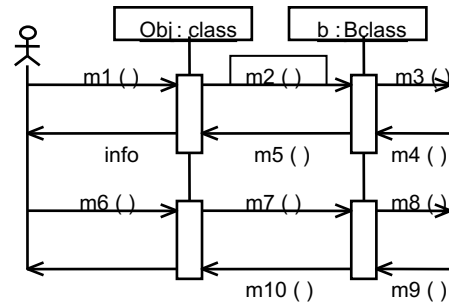 Obj : class b : Bclass
m1 ( ) m2 ( ) m3 ( )
info m5 ( ) m4 ( )
m6 ( ) m7 ( ) m8 ( )
m10 ( ) m9 ( )